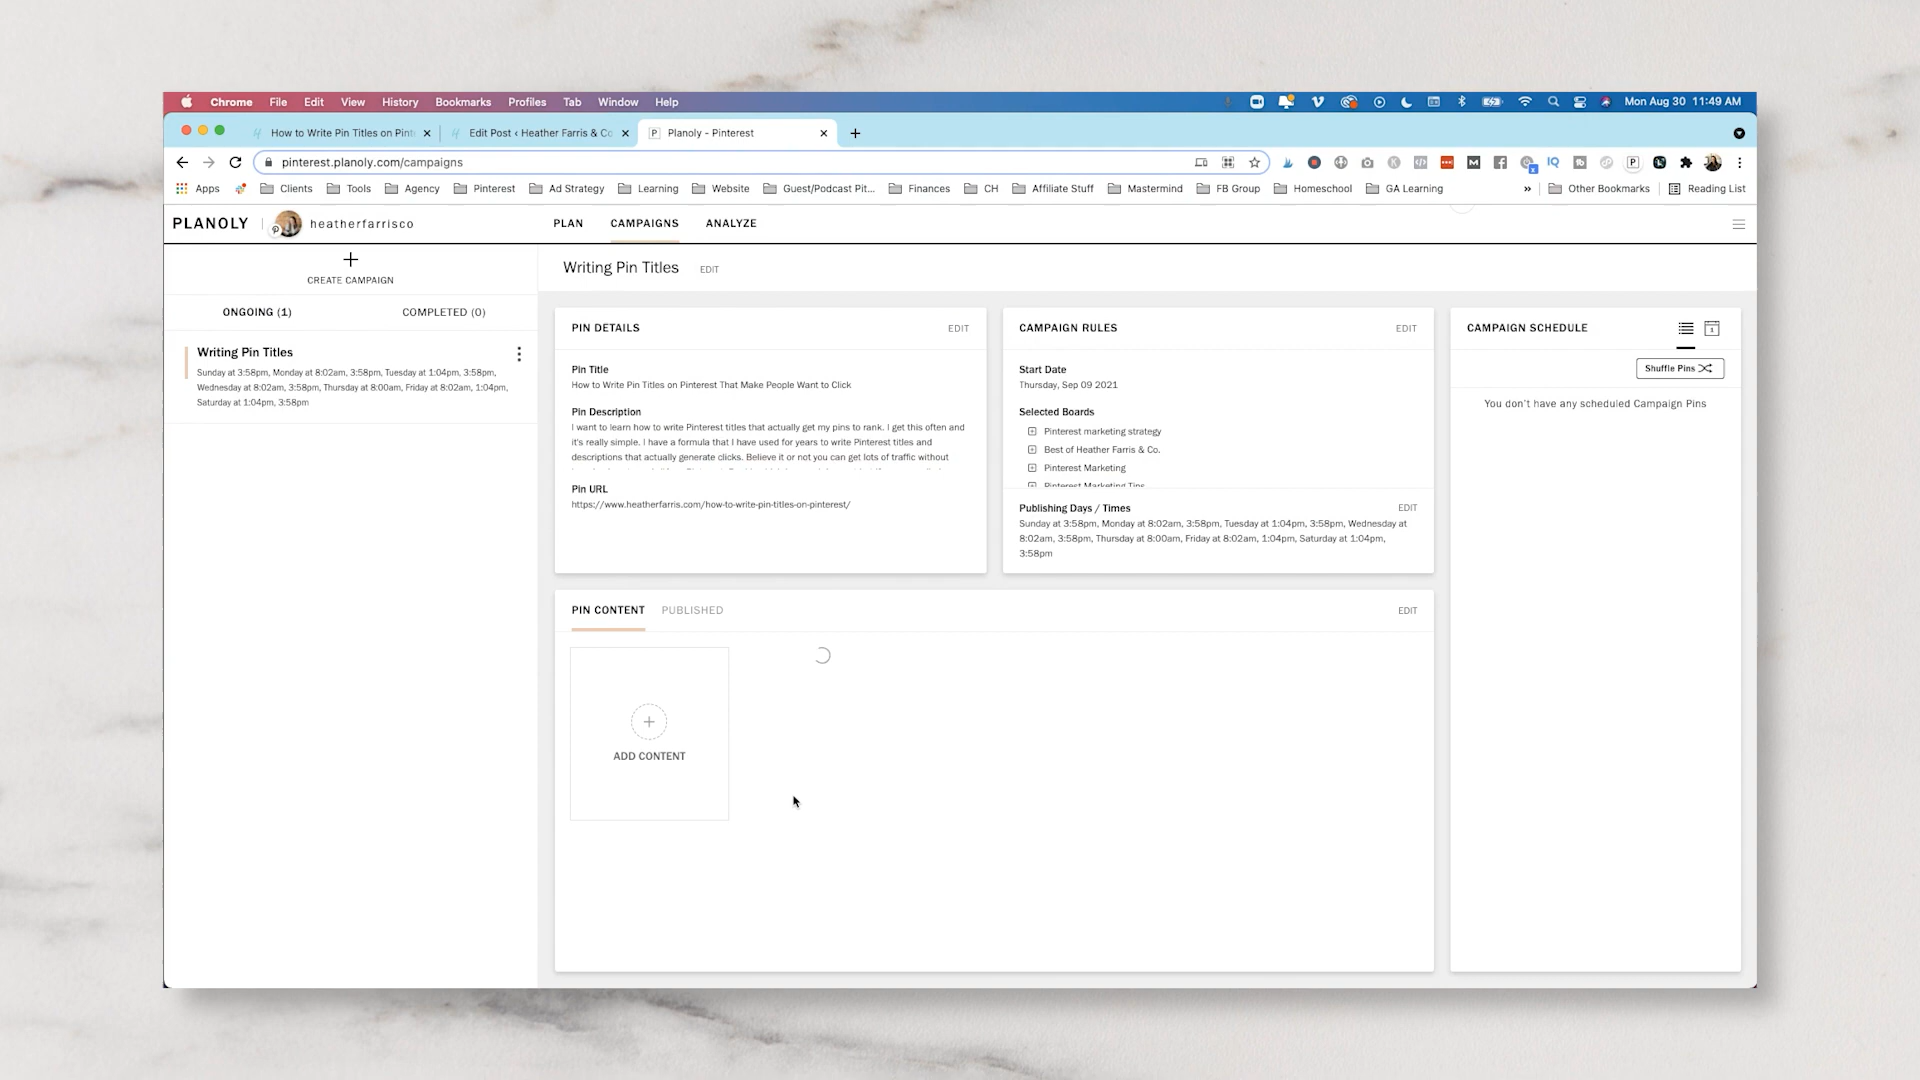 Chrome File Edit View History Bookmarks Profiles Tab Window Help
Mon Aug 30 11:49 AM
How to Write Pin Titles on Pint
Edit Post ‹ Heather Farris & Co
Planoly - Pinterest
pinterest.planoly.com/campaigns
Apps Clients Tools Agency Pinterest Ad Strategy Learning Website Guest/Podcast Pit... Finances CH Affiliate Stuff Mastermind FB Group Homeschool GA Learning » Other Bookmarks Reading List
PLANOLY heatherfarrisco PLAN CAMPAIGNS ANALYZE
CREATE CAMPAIGN
ONGOING (1) COMPLETED (0)
Writing Pin Titles
Sunday at 3:58pm, Monday at 8:02am, 3:58pm, Tuesday at 1:04pm, 3:58pm,
Wednesday at 8:02am, 3:58pm, Thursday at 8:00am, Friday at 8:02am, 1:04pm,
Saturday at 1:04pm, 3:58pm
Writing Pin Titles EDIT
PIN DETAILS EDIT
Pin Title
How to Write Pin Titles on Pinterest That Make People Want to Click
Pin Description
I want to learn how to write Pinterest titles that actually get my pins to rank. I get this often and
it's really simple. I have a formula that I have used for years to write Pinterest titles and
descriptions that actually generate clicks. Believe it or not you can get lots of traffic without
Pin URL
https://www.heatherfarris.com/how-to-write-pin-titles-on-pinterest/
CAMPAIGN RULES EDIT
Start Date
Thursday, Sep 09 2021
Selected Boards
Pinterest marketing strategy
Best of Heather Farris & Co.
Pinterest Marketing
Pinterest Marketing Tips
Publishing Days / Times EDIT
Sunday at 3:58pm, Monday at 8:02am, 3:58pm, Tuesday at 1:04pm, 3:58pm, Wednesday at
8:02am, 3:58pm, Thursday at 8:00am, Friday at 8:02am, 1:04pm, Saturday at 1:04pm,
3:58pm
CAMPAIGN SCHEDULE
Shuffle Pins
You don't have any scheduled Campaign Pins
PIN CONTENT PUBLISHED EDIT
ADD CONTENT